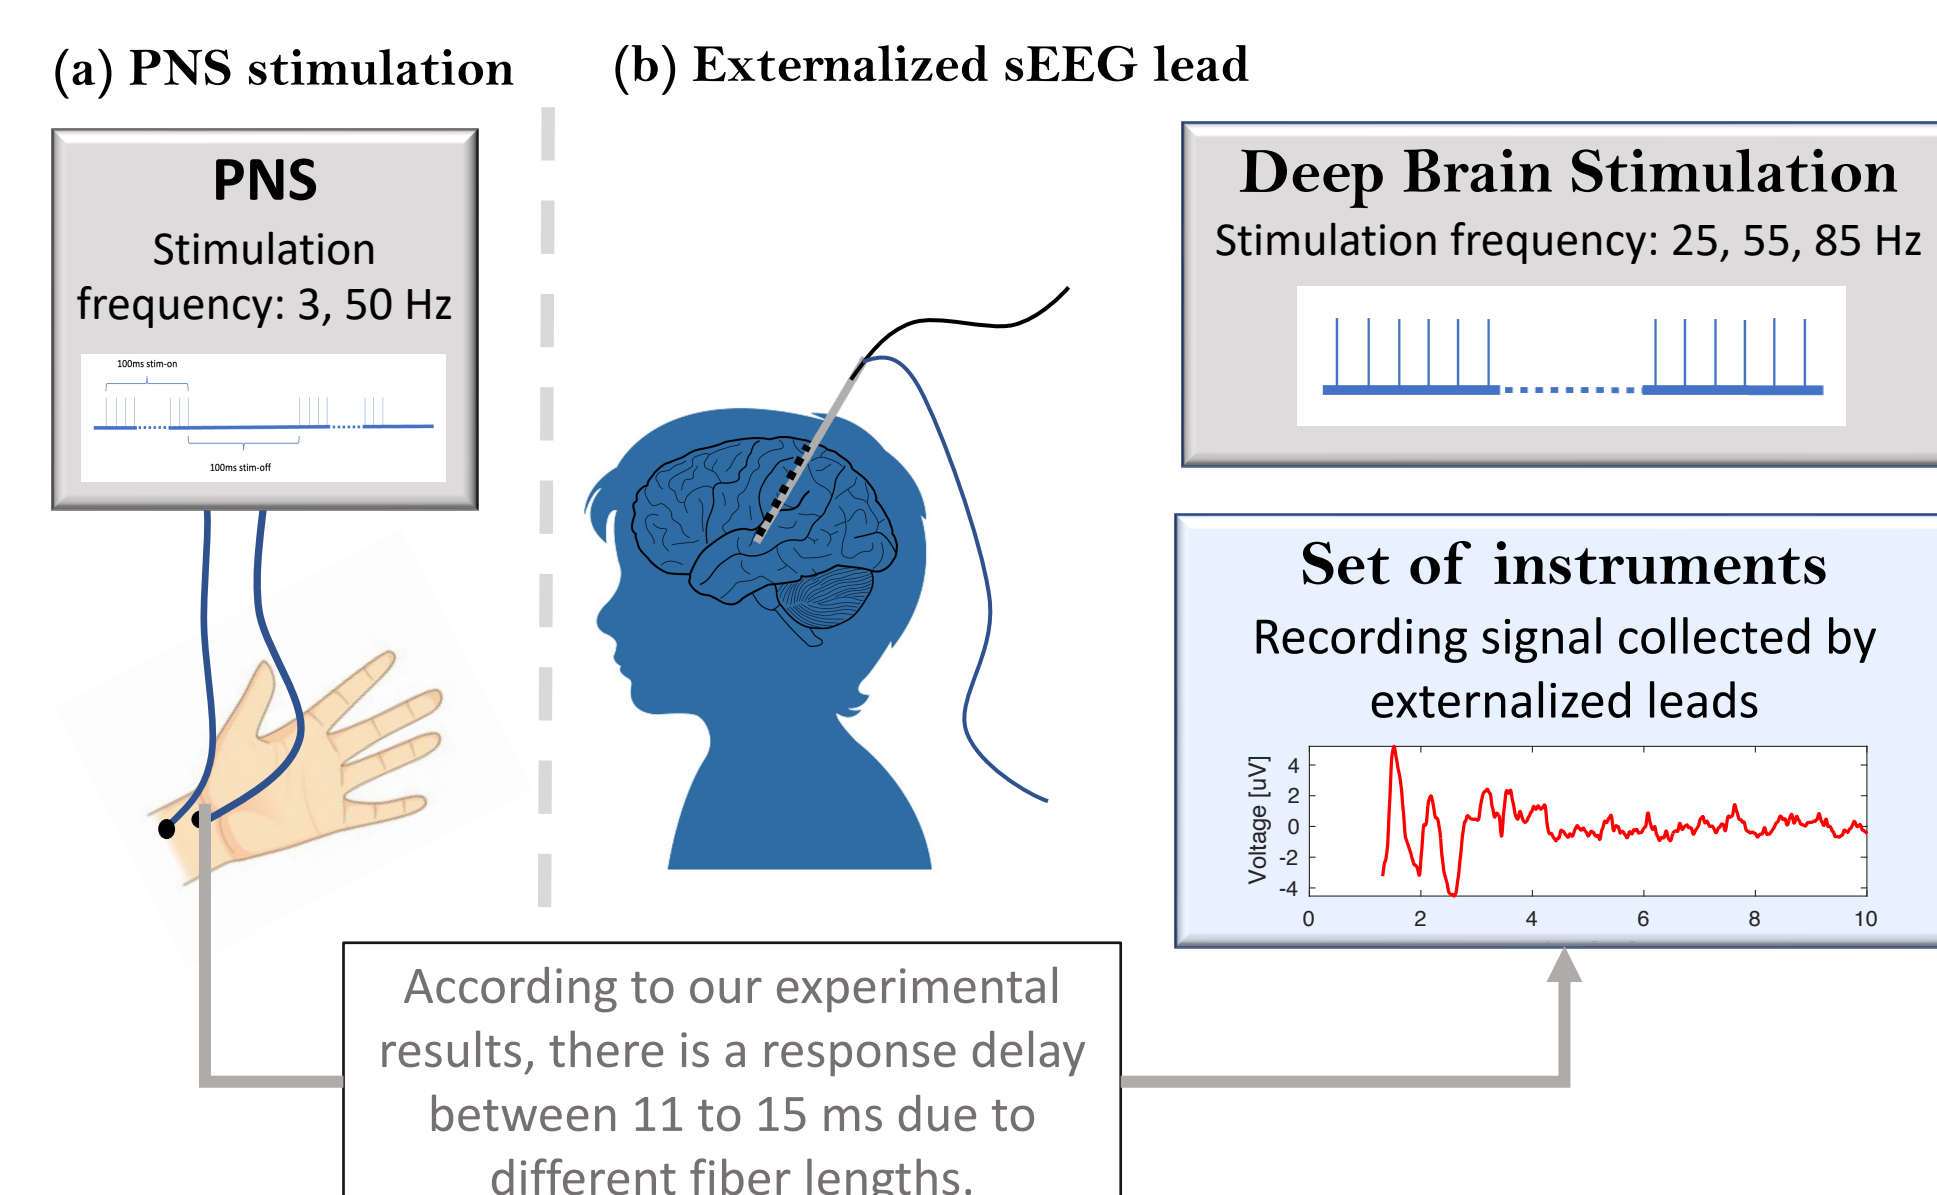 (a) PNS stimulation
(b) Externalized sEEG lead
PNS
Stimulation
frequency: 3, 50 Hz
100ms stim-on
100ms stim-off
Deep Brain Stimulation
Stimulation frequency: 25, 55, 85 Hz
Set of instruments
Recording signal collected by
externalized leads
Voltage [uV]
4
2
0
-2
-4
0 2 4 6 8 10
According to our experimental
results, there is a response delay
between 11 to 15 ms due to
different fiber lengths.